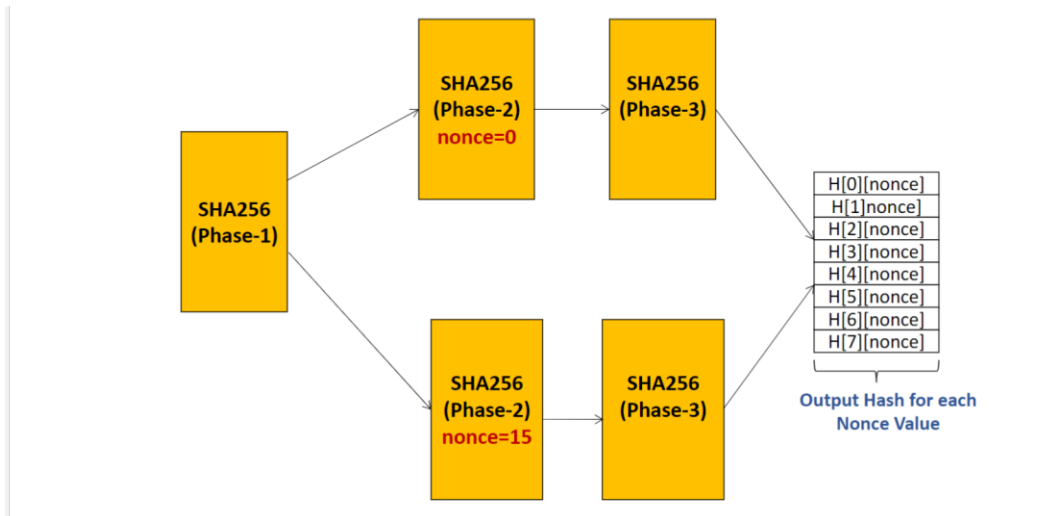 SHA256
(Phase-1)
SHA256
(Phase-2)
nonce=0
SHA256
(Phase-3)
SHA256
(Phase-2)
nonce=15
SHA256
(Phase-3)
H[0][nonce]
H[1]nonce]
H[2][nonce]
H[3][nonce]
H[4][nonce]
H[5][nonce]
H[6][nonce]
H[7][nonce]
Output Hash for each
Nonce Value